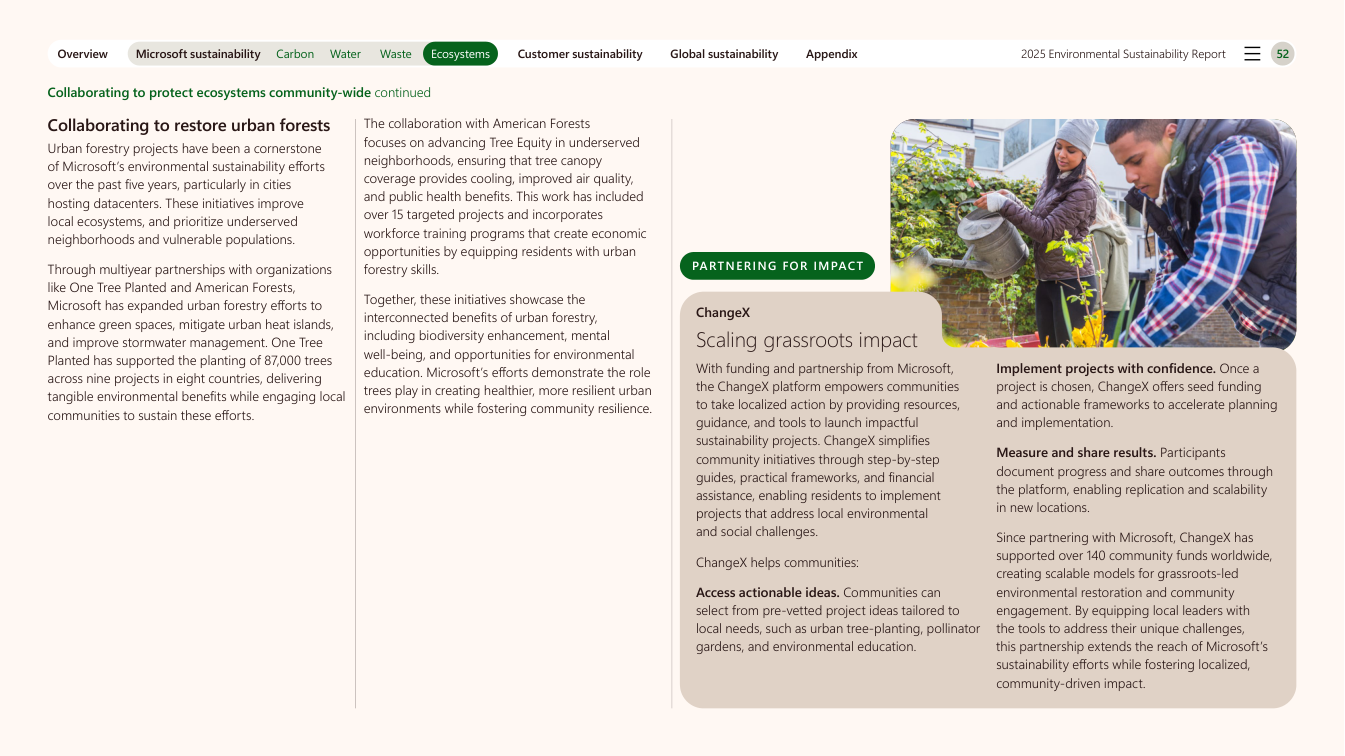 Overview
Microsoft sustainability
Carbon
Water
Waste
Ecosystems
Customer sustainability
Global sustainability
Appendix
2025 Environmental Sustainability Report
52
Collaborating to protect ecosystems community-wide continued
Collaborating to restore urban forests
Urban forestry projects have been a cornerstone
of Microsoft’s environmental sustainability efforts
over the past five years, particularly in cities
hosting datacenters. These initiatives improve
local ecosystems, and prioritize underserved
neighborhoods and vulnerable populations.
Through multiyear partnerships with organizations
like One Tree Planted and American Forests,
Microsoft has expanded urban forestry efforts to
enhance green spaces, mitigate urban heat islands,
and improve stormwater management. One Tree
Planted has supported the planting of 87,000 trees
across nine projects in eight countries, delivering
tangible environmental benefits while engaging local
communities to sustain these efforts.
The collaboration with American Forests
focuses on advancing Tree Equity in underserved
neighborhoods, ensuring that tree canopy
coverage provides cooling, improved air quality,
and public health benefits. This work has included
over 15 targeted projects and incorporates
workforce training programs that create economic
opportunities by equipping residents with urban
forestry skills.
Together, these initiatives showcase the
interconnected benefits of urban forestry,
including biodiversity enhancement, mental
well-being, and opportunities for environmental
education. Microsoft’s efforts demonstrate the role
trees play in creating healthier, more resilient urban
environments while fostering community resilience.
PARTNERING FOR IMPACT
ChangeX
Scaling grassroots impact
With funding and partnership from Microsoft,
the ChangeX platform empowers communities
to take localized action by providing resources,
guidance, and tools to launch impactful
sustainability projects. ChangeX simplifies
community initiatives through step-by-step
guides, practical frameworks, and financial
assistance, enabling residents to implement
projects that address local environmental
and social challenges.
ChangeX helps communities:
Access actionable ideas. Communities can
select from pre-vetted project ideas tailored to
local needs, such as urban tree-planting, pollinator
gardens, and environmental education.
Implement projects with confidence. Once a
project is chosen, ChangeX offers seed funding
and actionable frameworks to accelerate planning
and implementation.
Measure and share results. Participants
document progress and share outcomes through
the platform, enabling replication and scalability
in new locations.
Since partnering with Microsoft, ChangeX has
supported over 140 community funds worldwide,
creating scalable models for grassroots-led
environmental restoration and community
engagement. By equipping local leaders with
the tools to address their unique challenges,
this partnership extends the reach of Microsoft’s
sustainability efforts while fostering localized,
community-driven impact.